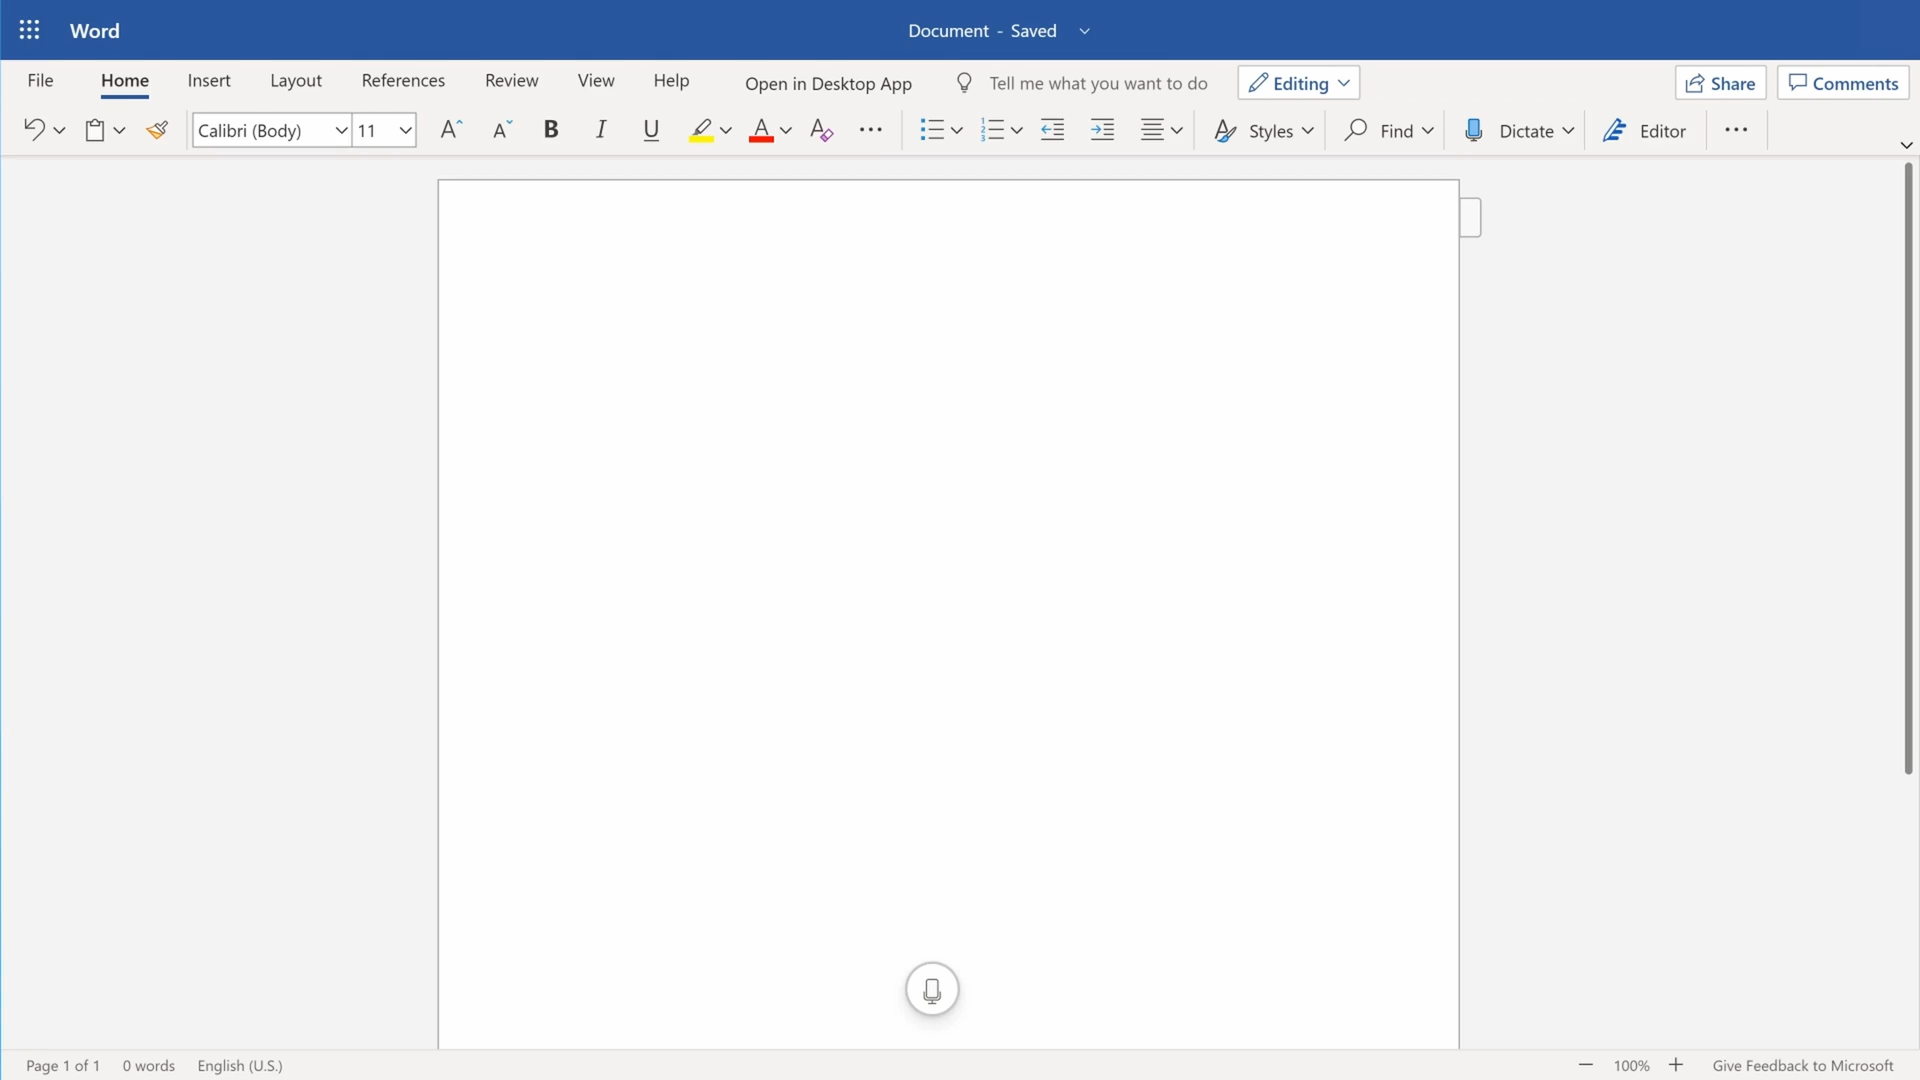 Word
Document - Saved
File Home Insert Layout References Review View Help Open in Desktop App Tell me what you want to do Editing Share Comments
Calibri (Body) 11 A A B I U A A Styles Find Dictate Editor
Page 1 of 1 0 words English (U.S.) 100% Give Feedback to Microsoft